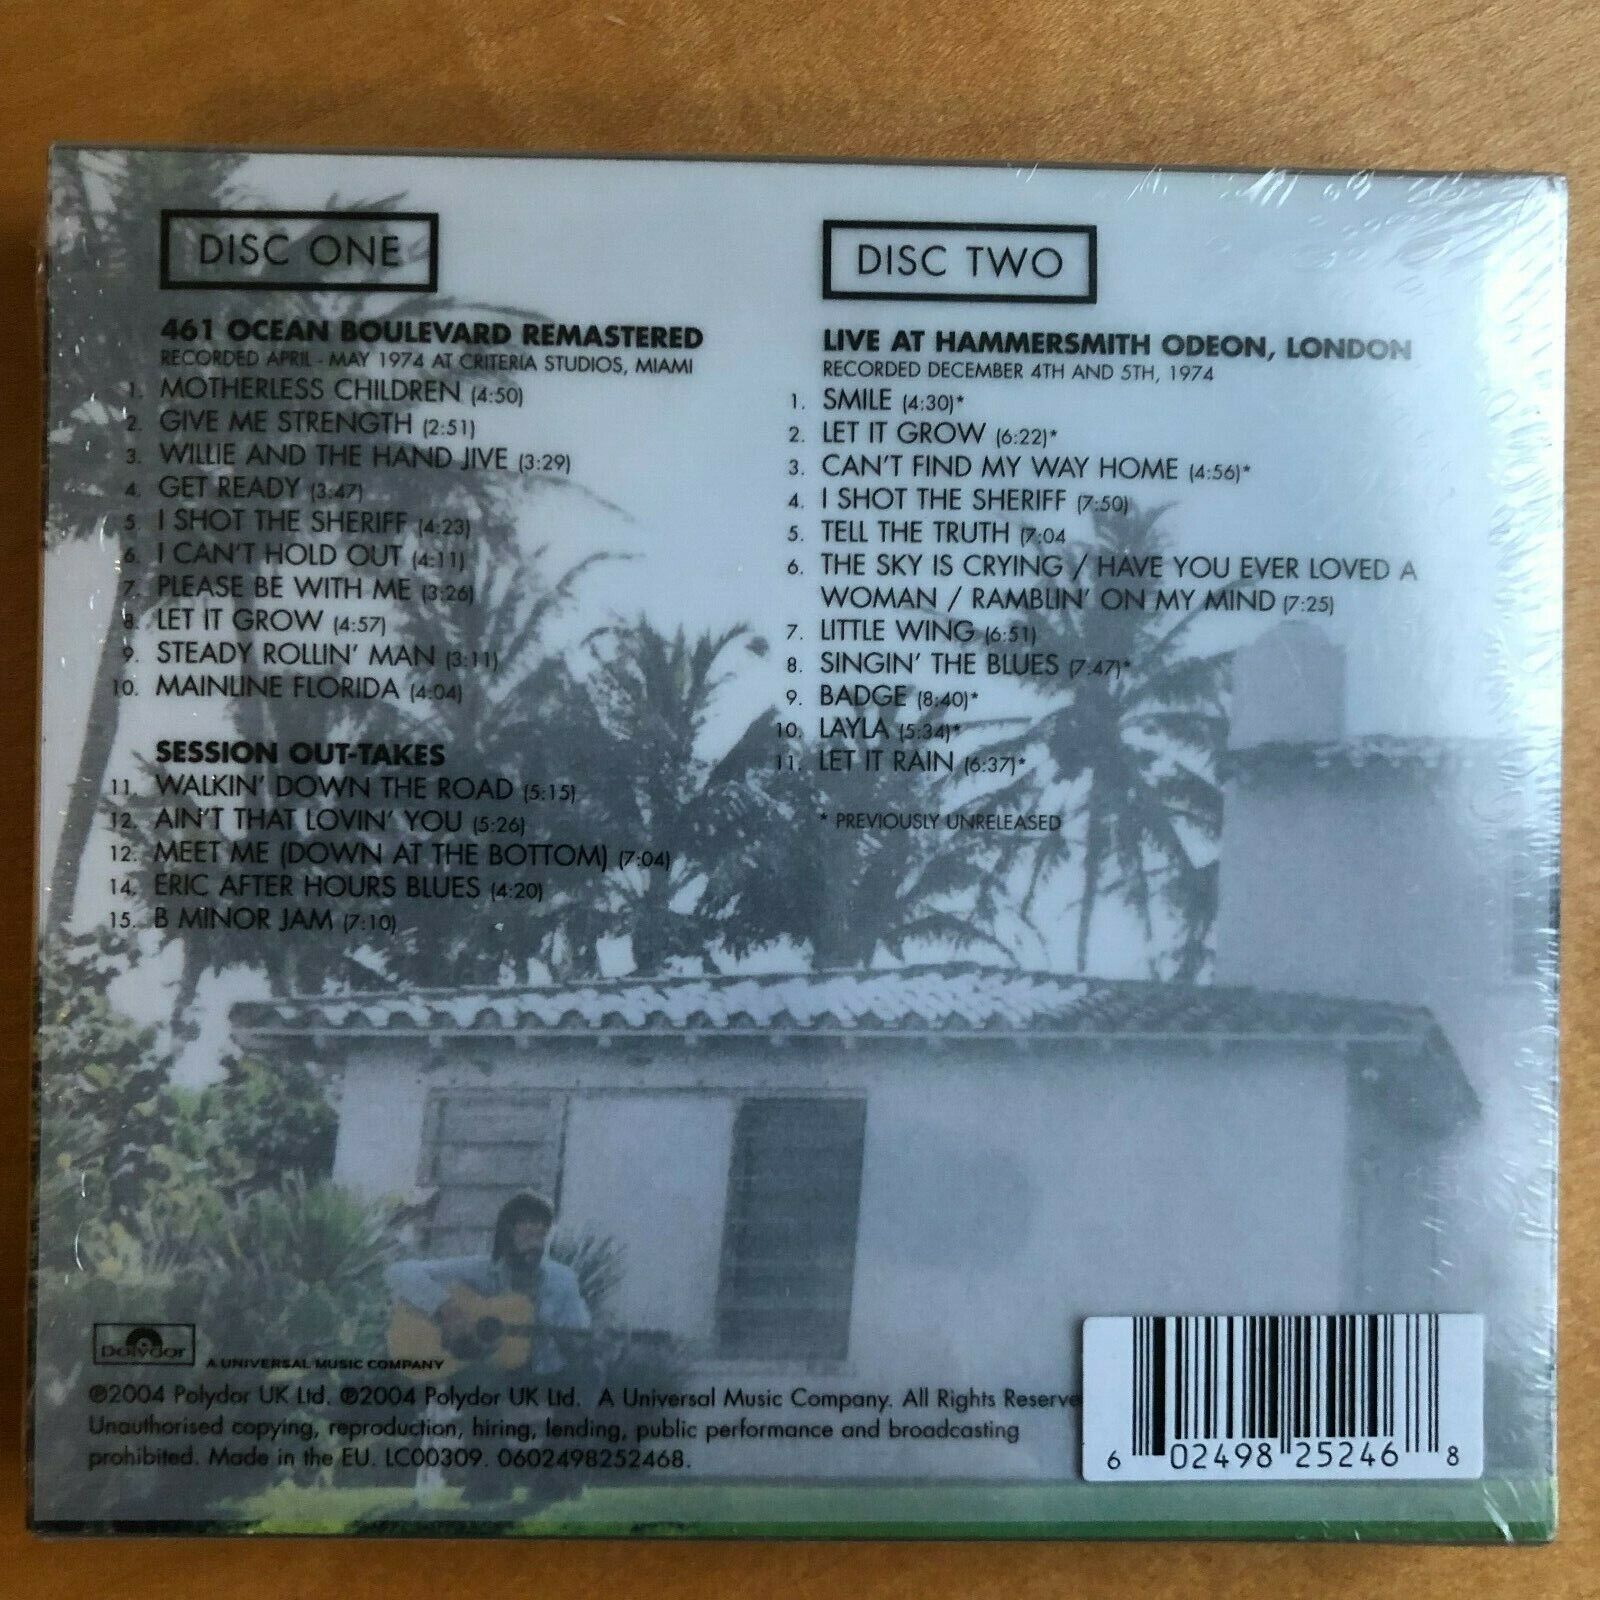 DISC ONE
461 OCEAN BOULEVARD REMASTERED
RECORDED APRIL - MAY 1974 AT CRITERIA STUDIOS, MIAMI
1. MOTHERLESS CHILDREN (4:50)
2. GIVE ME STRENGTH (2:51)
3. WILLIE AND THE HAND JIVE (3:29)
4. GET READY (3:47)
5. I SHOT THE SHERIFF (4:23)
6. I CAN'T HOLD OUT (4:11)
7. PLEASE BE WITH ME (3:26)
8. LET IT GROW (4:57)
9. STEADY ROLLIN' MAN (3:11)
10. MAINLINE FLORIDA (4:04)
SESSION OUT-TAKES
11. WALKIN' DOWN THE ROAD (5:15)
12. AIN'T THAT LOVIN' YOU (5:26)
12. MEET ME (DOWN AT THE BOTTOM) (7:04)
14. ERIC AFTER HOURS BLUES (4:20)
15. B MINOR JAM (7:10)
DISC TWO
LIVE AT HAMMERSMITH ODEON, LONDON
RECORDED DECEMBER 4TH AND 5TH, 1974
1. SMILE (4:30)*
2. LET IT GROW (6:22)*
3. CAN'T FIND MY WAY HOME (4:56)*
4. I SHOT THE SHERIFF (7:50)
5. TELL THE TRUTH (7:04
6. THE SKY IS CRYING / HAVE YOU EVER LOVED A
WOMAN / RAMBLIN' ON MY MIND (7:25)
7. LITTLE WING (6:51)
8. SINGIN' THE BLUES (7:47)*
9. BADGE (8:40)*
10. LAYLA (5:34)*
11. LET IT RAIN (6:37)*
* PREVIOUSLY UNRELEASED
Polydor
A UNIVERSAL MUSIC COMPANY
℗2004 Polydor UK Ltd. ©2004 Polydor UK Ltd. A Universal Music Company. All Rights Reserve
Unauthorised copying, reproduction, hiring, lending, public performance and broadcasting
prohibited. Made in the EU. LC00309. 0602498252468.
6 02498 25246 8